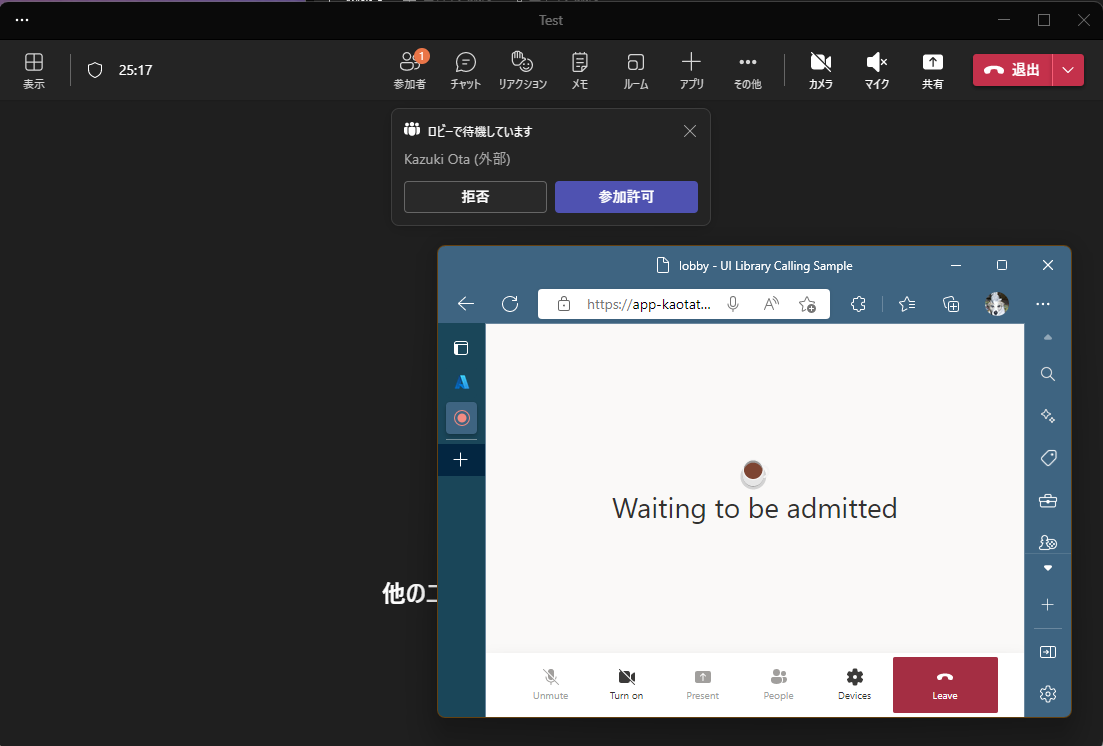 Test
表示
25:17
1
参加者
チャット
リアクション
メモ
ルーム
アプリ
その他
カメラ
マイク
共有
退出
ロビーで待機しています
Kazuki Ota (外部)
拒否
参加許可
lobby - UI Library Calling Sample
https://app-kaotat...
Waiting to be admitted
他の
Unmute
Turn on
Present
People
Devices
Leave